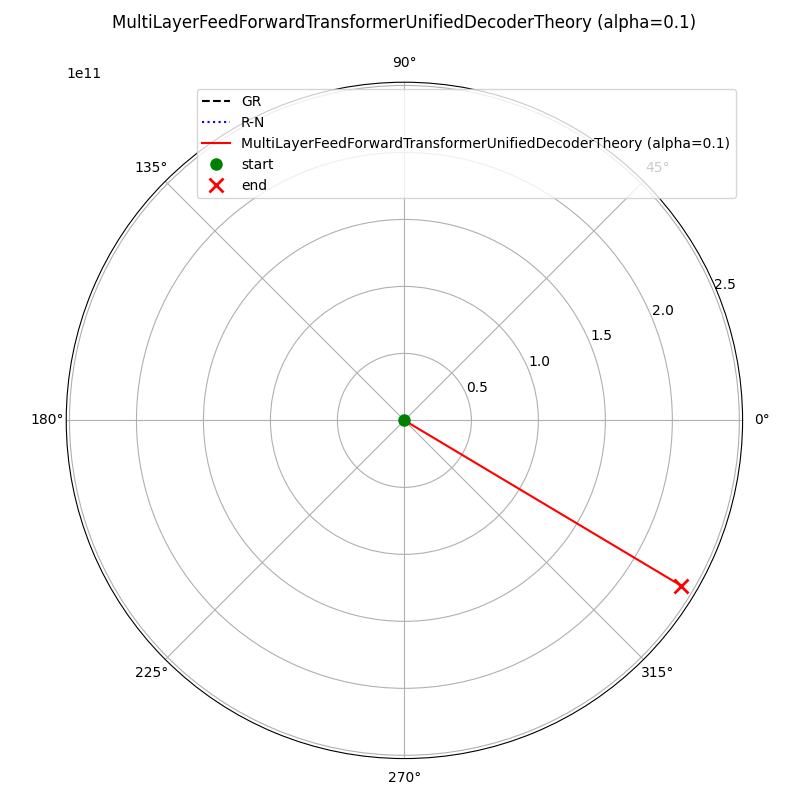 MultiLayerFeedForwardTransformerUnifiedDecoderTheory (alpha=0.1)
90°
1e11
GR
R-N
MultiLayerFeedForwardTransformerUnifiedDecoderTheory (alpha=0.1)
start
end
135°
45°
2.5
2.0
1.5
1.0
0.5
180°
0°
225°
315°
270°